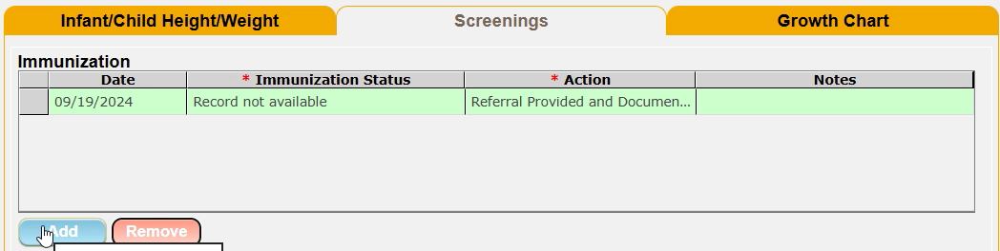 Infant/Child Height/Weight Screenings Growth Chart
Immunization
Date * Immunization Status * Action Notes
09/19/2024 Record not available Referral Provided and Documen...
Add Remove